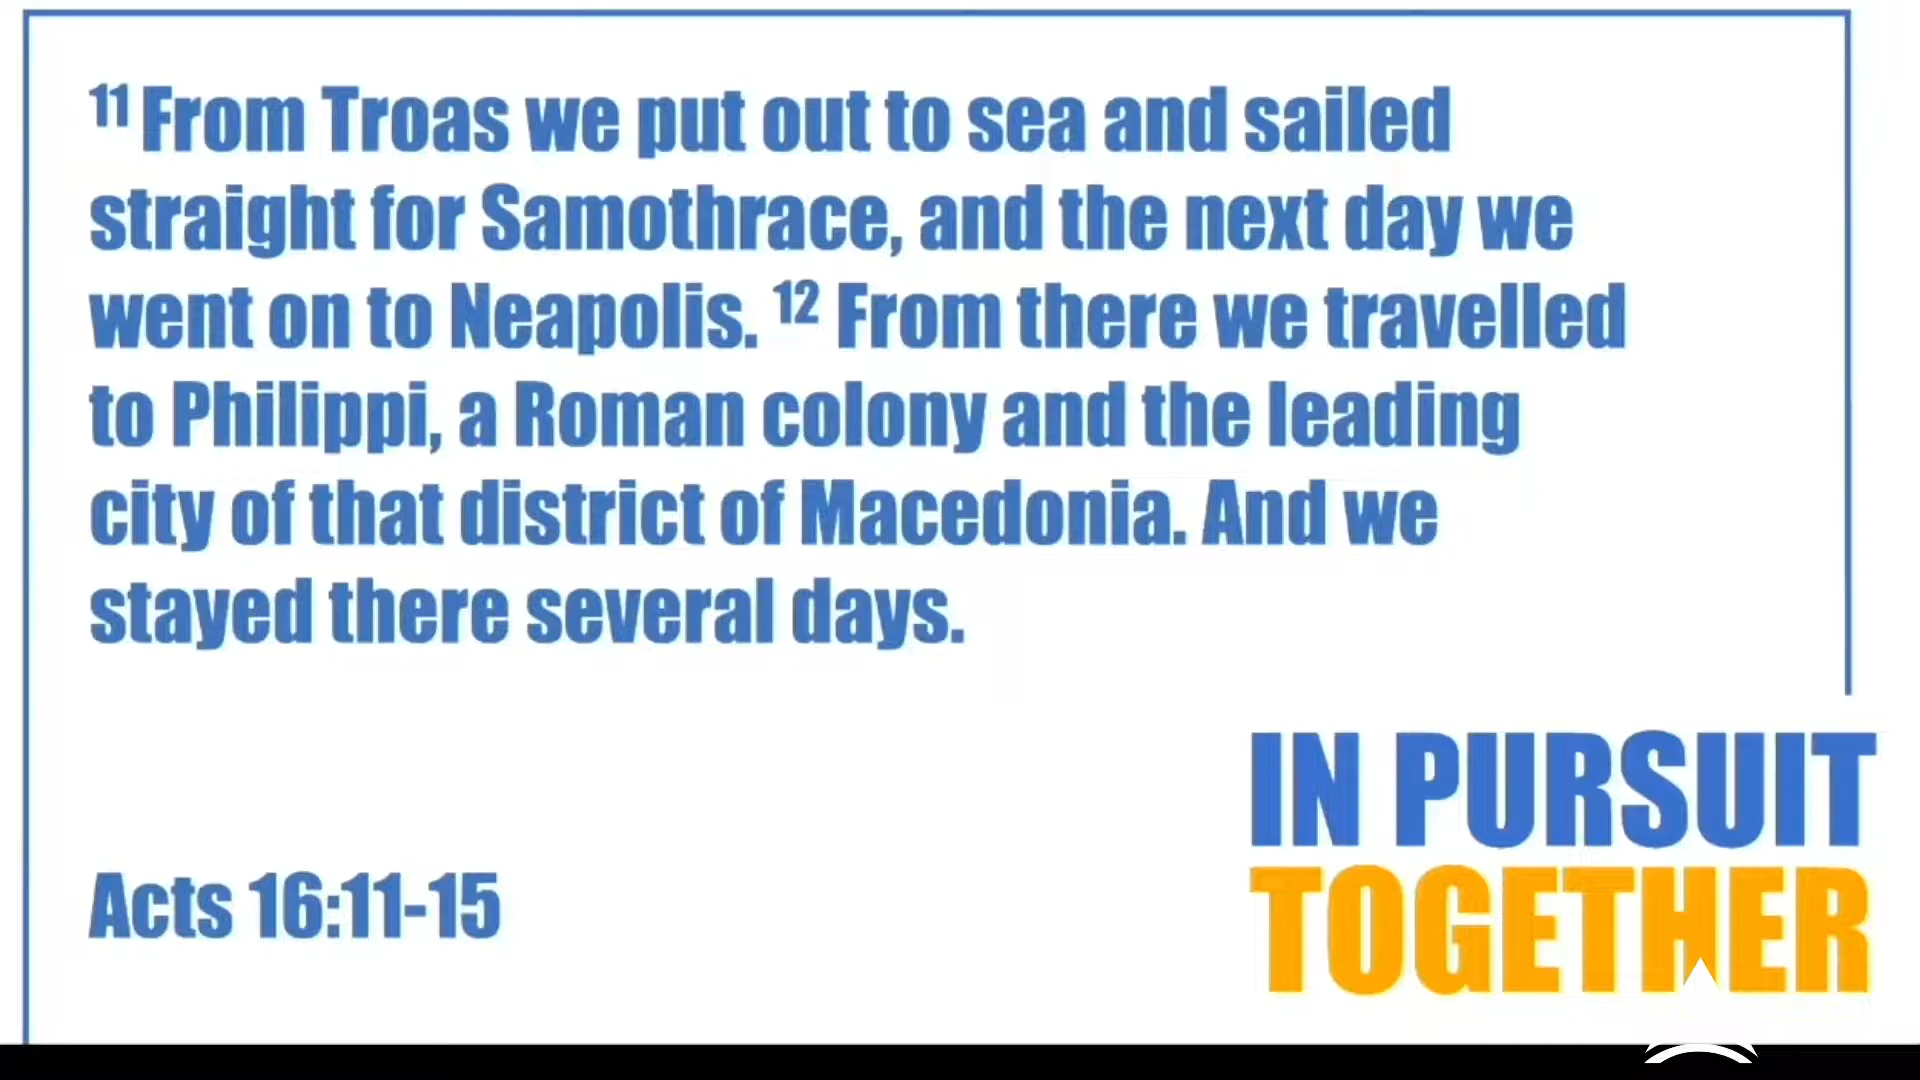 11 From Troas we put out to sea and sailed
straight for Samothrace, and the next day we
went on to Neapolis. 12 From there we travelled
to Philippi, a Roman colony and the leading
city of that district of Macedonia. And we
stayed there several days.
Acts 16:11-15
IN PURSUIT
TOGETHER